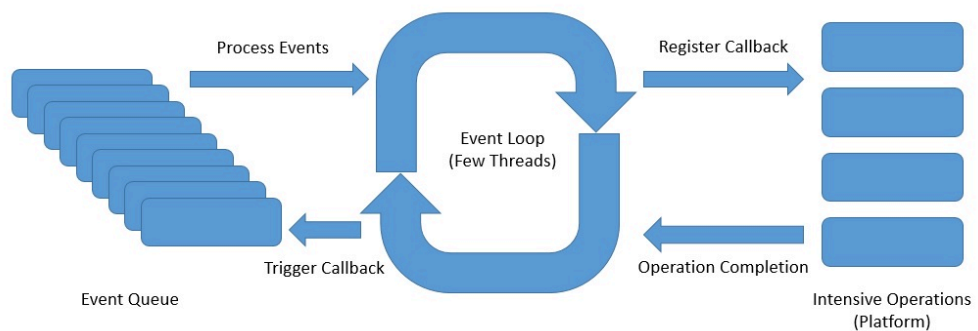 Process Events
Register Callback
Event Loop
(Few Threads)
Trigger Callback
Operation Completion
Event Queue
Intensive Operations
(Platform)